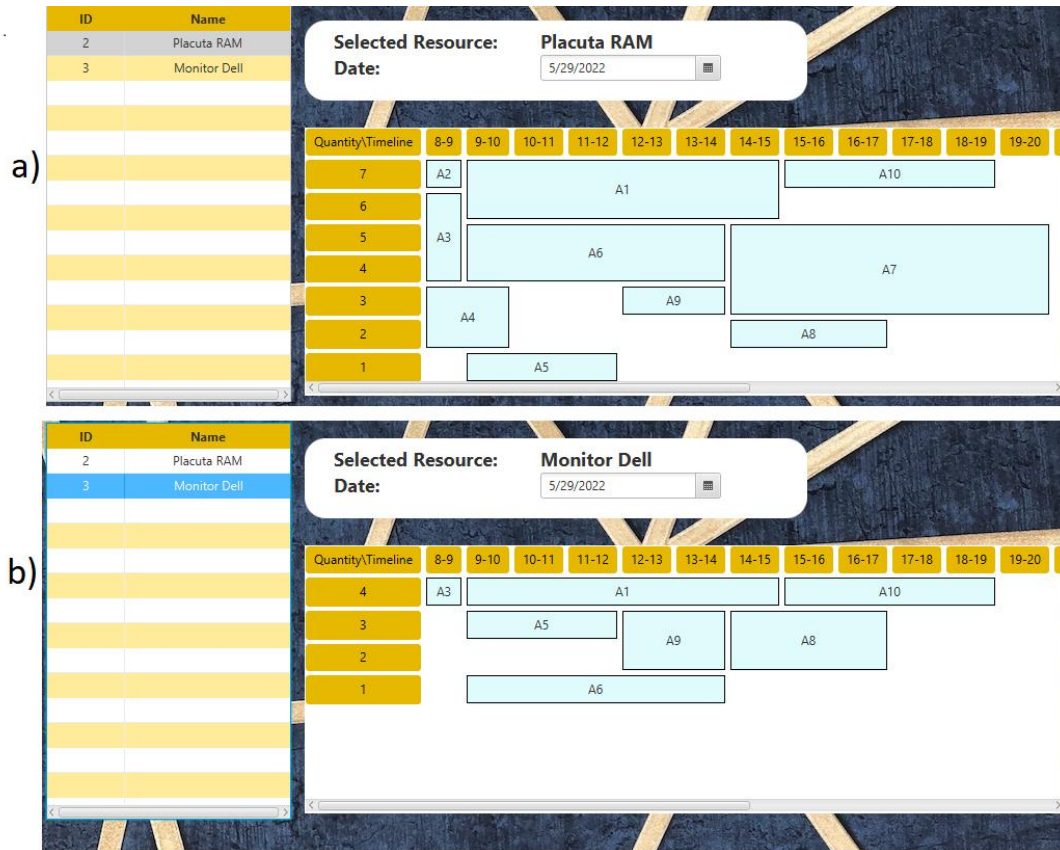 a)
ID Name
2 Placuta RAM
3 Monitor Dell
Selected Resource: Placuta RAM
Date: 5/29/2022
Quantity\Timeline 8-9 9-10 10-11 11-12 12-13 13-14 14-15 15-16 16-17 17-18 18-19 19-20
7 A2 A1 A10
6
5 A3 A6 A7
4
3 A4 A9
2 A8
1 A5
b)
ID Name
2 Placuta RAM
3 Monitor Dell
Selected Resource: Monitor Dell
Date: 5/29/2022
Quantity\Timeline 8-9 9-10 10-11 11-12 12-13 13-14 14-15 15-16 16-17 17-18 18-19 19-20
4 A3 A1 A10
3 A5 A9 A8
2
1 A6